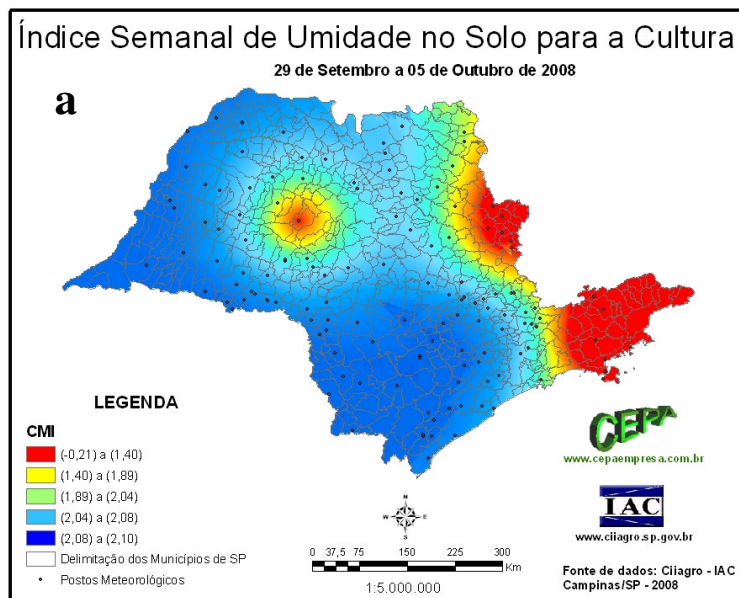 Índice Semanal de Umidade no Solo para a Cultura
29 de Setembro a 05 de Outubro de 2008
a
LEGENDA
CMI
(-0,21) a (1,40)
(1,40) a (1,89)
(1,89) a (2,04)
(2,04) a (2,08)
(2,08) a (2,10)
Delimitação dos Municípios de SP
Postos Meteorológicos
N
W E
S
0 37,5 75 150 225 300
Km
1:5.000.000
CEPA
www.cepaempresa.com.br
IAC
www.ciiagro.sp.gov.br
Fonte de dados: Ciiagro - IAC
Campinas/SP - 2008